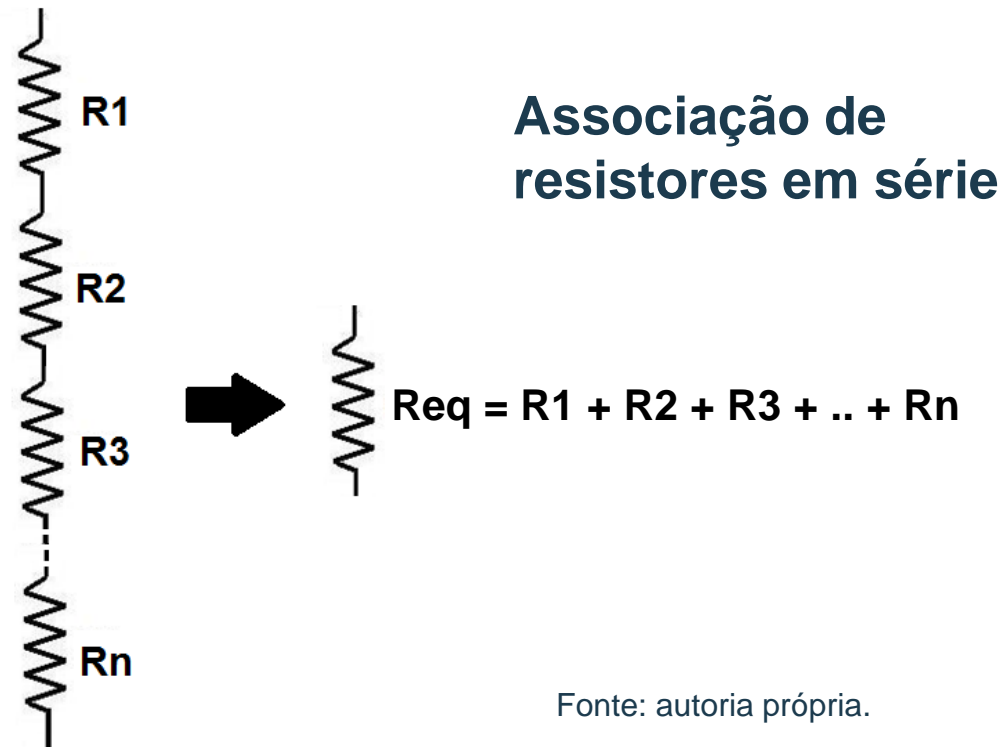 R1
Associação de
resistores em série
R2
Req = R1 + R2 + R3 + .. + Rn
R3
Rn
Fonte: autoria própria.